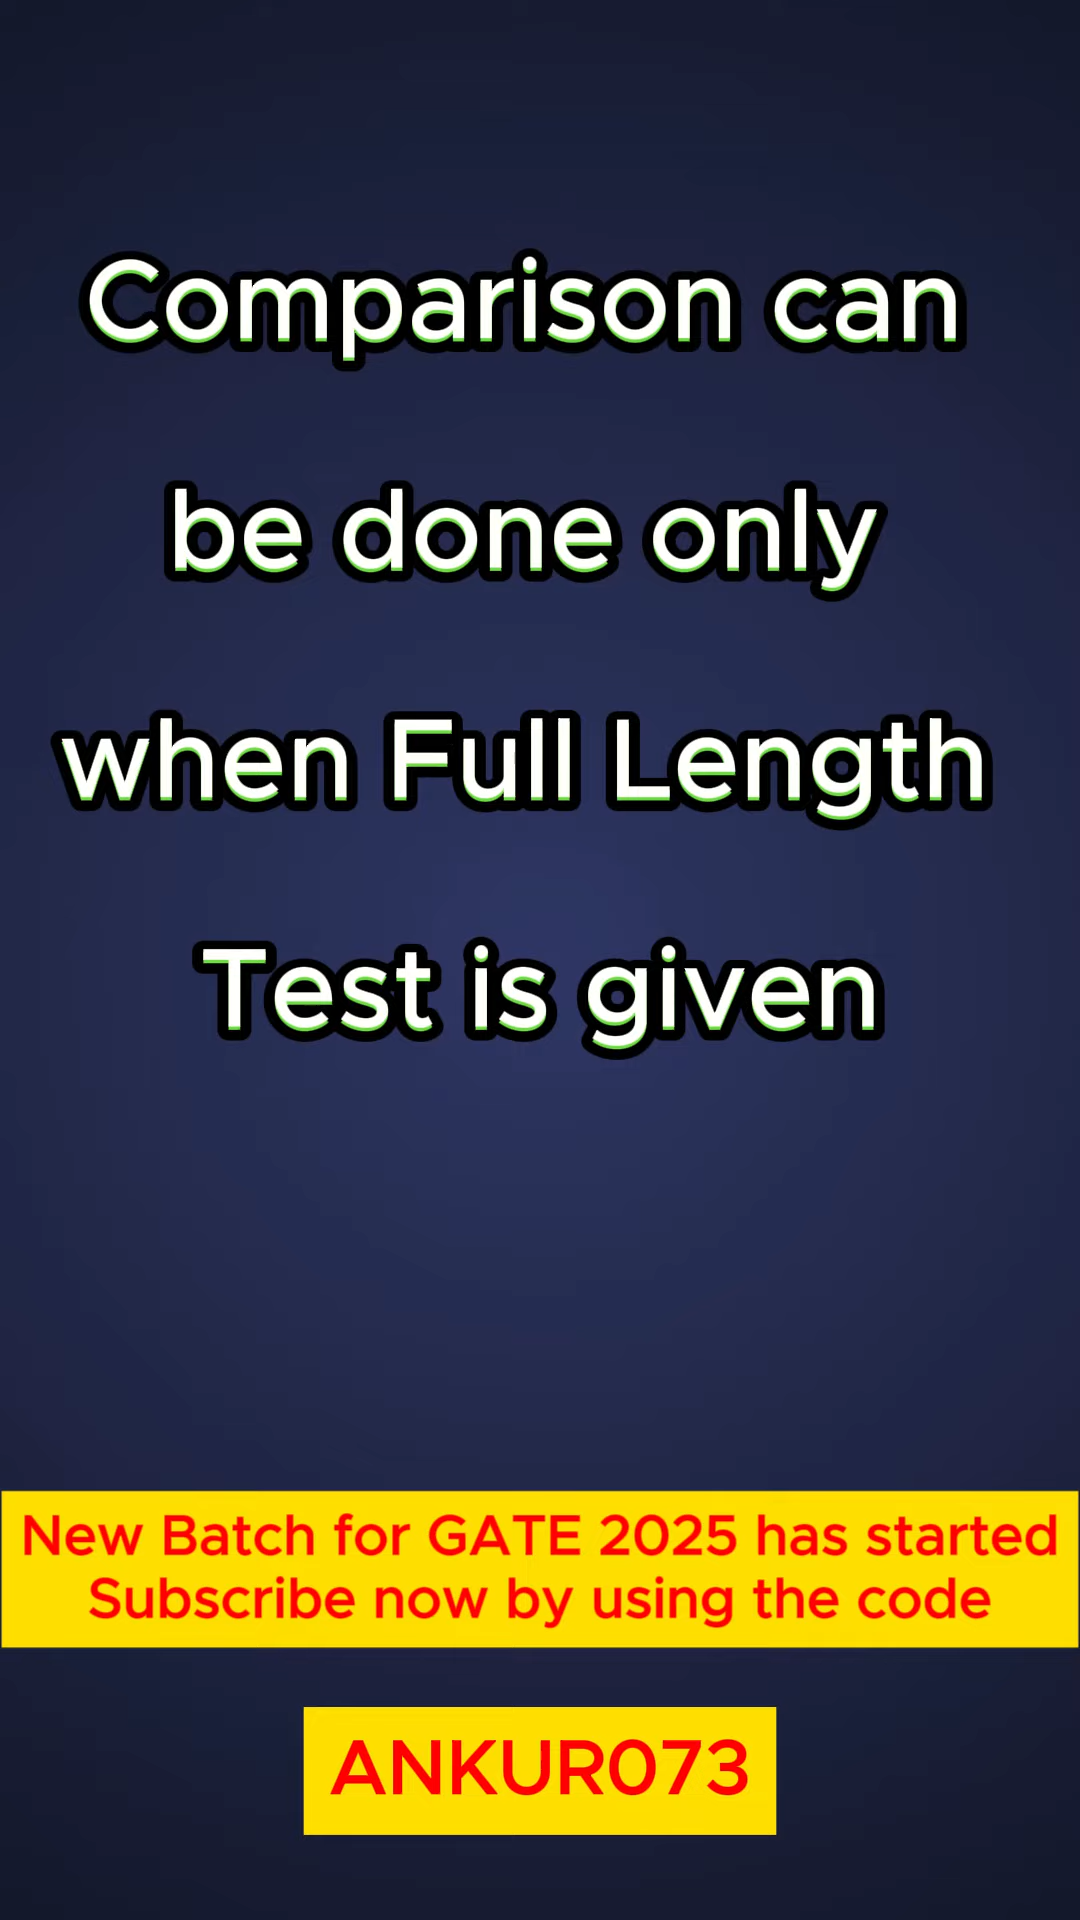 Comparison can
be done only
when Full Length
Test is given
New Batch for GATE 2025 has started
Subscribe now by using the code
ANKUR073